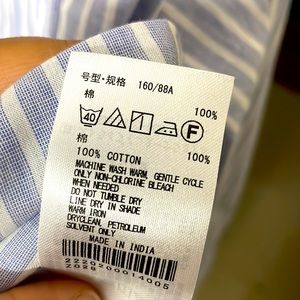 号型・规格 160/88A
棉 100%
40 F
棉 100%
100% COTTON
MACHINE WASH WARM, GENTLE CYCLE
ONLY NON-CHLORINE BLEACH
WHEN NEEDED
DO NOT TUMBLE DRY
LINE DRY IN SHADE
WARM IRON
DRYCLEAN, PETROLEUM
SOLVENT ONLY
MADE IN INDIA
2220200014005